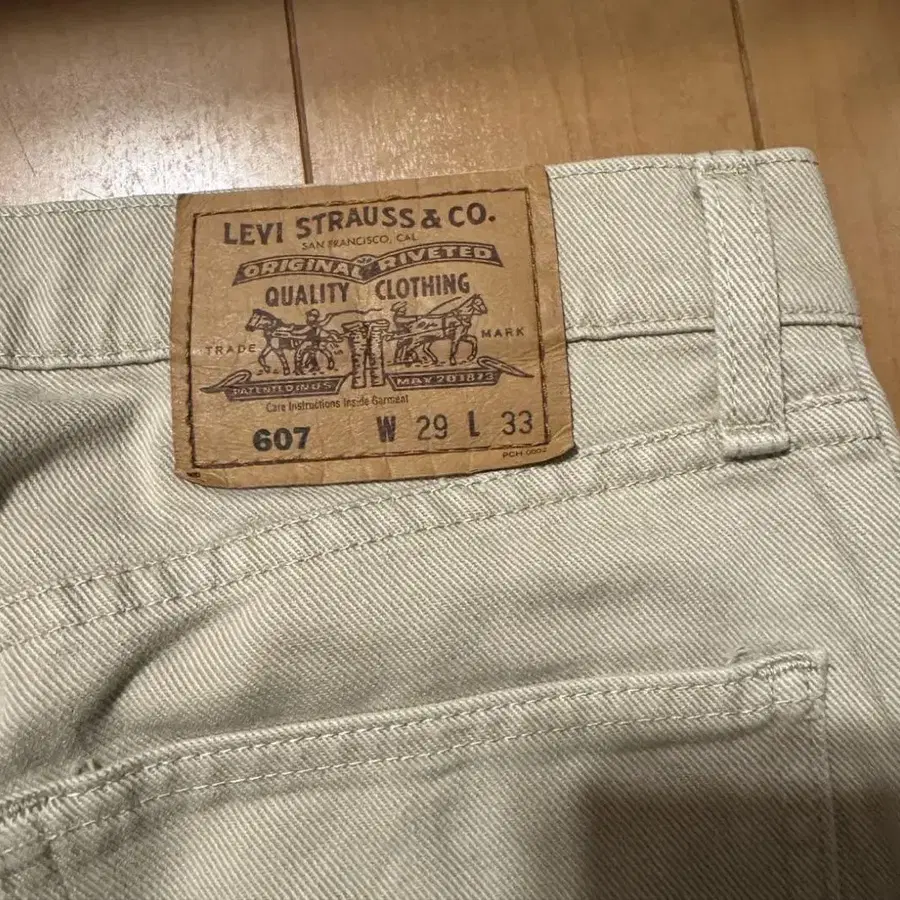 LEVI STRAUSS & CO.
SAN FRANCISCO, CAL
ORIGINAL RIVETED
QUALITY CLOTHING
TRADE MARK
PATENTED IN U S MAY 20 1873
Care Instructions Inside Garment
607 W 29 L 33